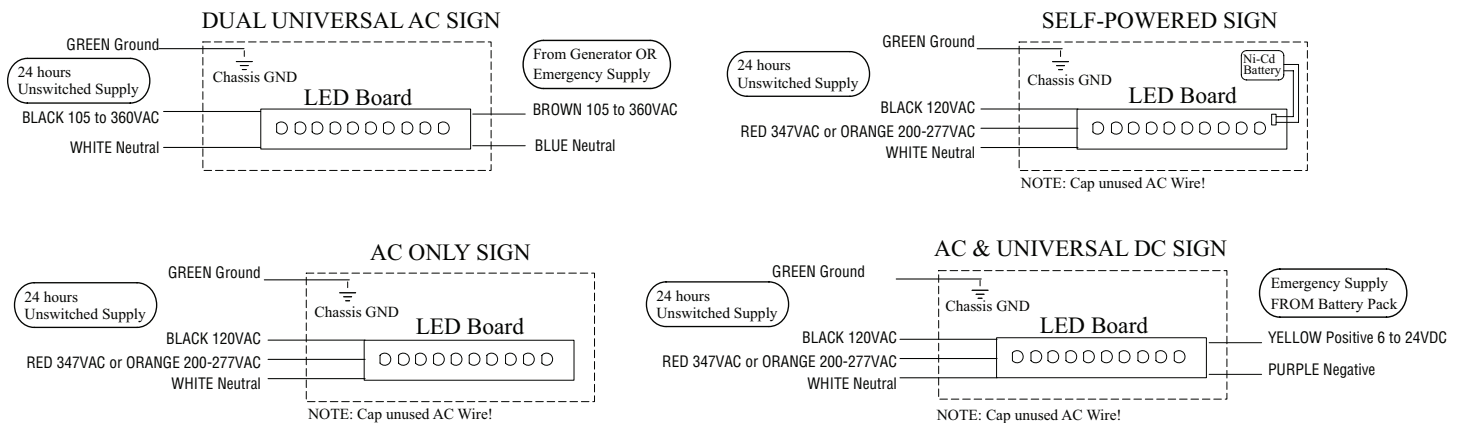 DUAL UNIVERSAL AC SIGN
GREEN Ground
24 hours
Unswitched Supply
Chassis GND
LED Board
BLACK 105 to 360VAC
WHITE Neutral
From Generator OR
Emergency Supply
BROWN 105 to 360VAC
BLUE Neutral
SELF-POWERED SIGN
GREEN Ground
24 hours
Unswitched Supply
Chassis GND
Ni-Cd
Battery
LED Board
BLACK 120VAC
RED 347VAC or ORANGE 200-277VAC
WHITE Neutral
NOTE: Cap unused AC Wire!
AC ONLY SIGN
GREEN Ground
24 hours
Unswitched Supply
Chassis GND
LED Board
BLACK 120VAC
RED 347VAC or ORANGE 200-277VAC
WHITE Neutral
NOTE: Cap unused AC Wire!
AC & UNIVERSAL DC SIGN
GREEN Ground
24 hours
Unswitched Supply
Chassis GND
LED Board
BLACK 120VAC
RED 347VAC or ORANGE 200-277VAC
WHITE Neutral
Emergency Supply
FROM Battery Pack
YELLOW Positive 6 to 24VDC
PURPLE Negative
NOTE: Cap unused AC Wire!